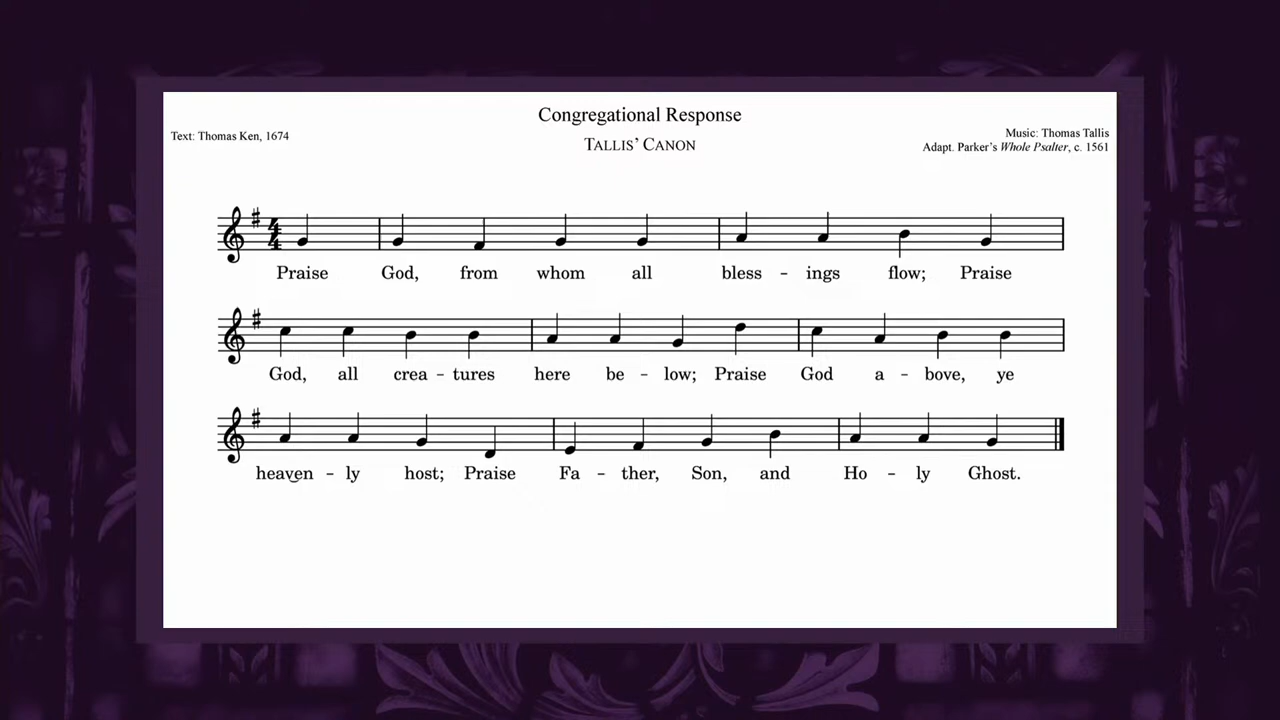 Congregational Response
Text: Thomas Ken, 1674
TALLIS’ CANON
Music: Thomas Tallis
Adapt. Parker’s Whole Psalter, c. 1561
4
4
Praise God, from whom all bless - ings flow; Praise
God, all crea - tures here be - low; Praise God a - bove, ye
heaven - ly host; Praise Fa - ther, Son, and Ho - ly Ghost.